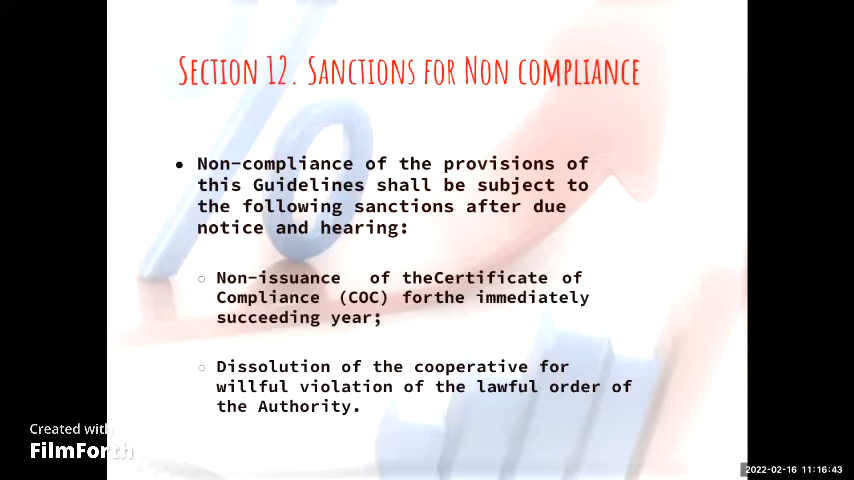 Section 12. Sanctions for Non compliance
● Non-compliance of the provisions of
this Guidelines shall be subject to
the following sanctions after due
notice and hearing:
○ Non-issuance of theCertificate of
Compliance (COC) forthe immediately
succeeding year;
○ Dissolution of the cooperative for
willful violation of the lawful order of
the Authority.
Created with
FilmForth
2022-02-16 11:16:43